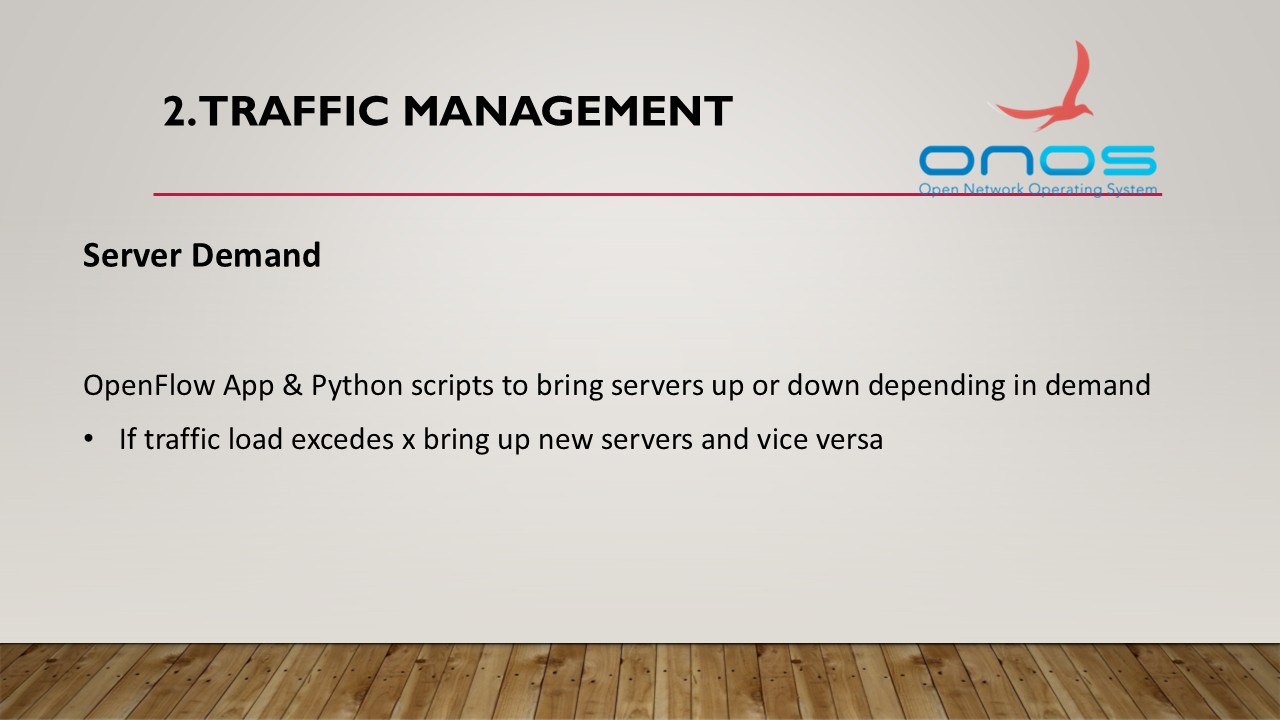 2. TRAFFIC MANAGEMENT
onos
Open Network Operating System
Server Demand
OpenFlow App & Python scripts to bring servers up or down depending in demand
• If traffic load excedes x bring up new servers and vice versa